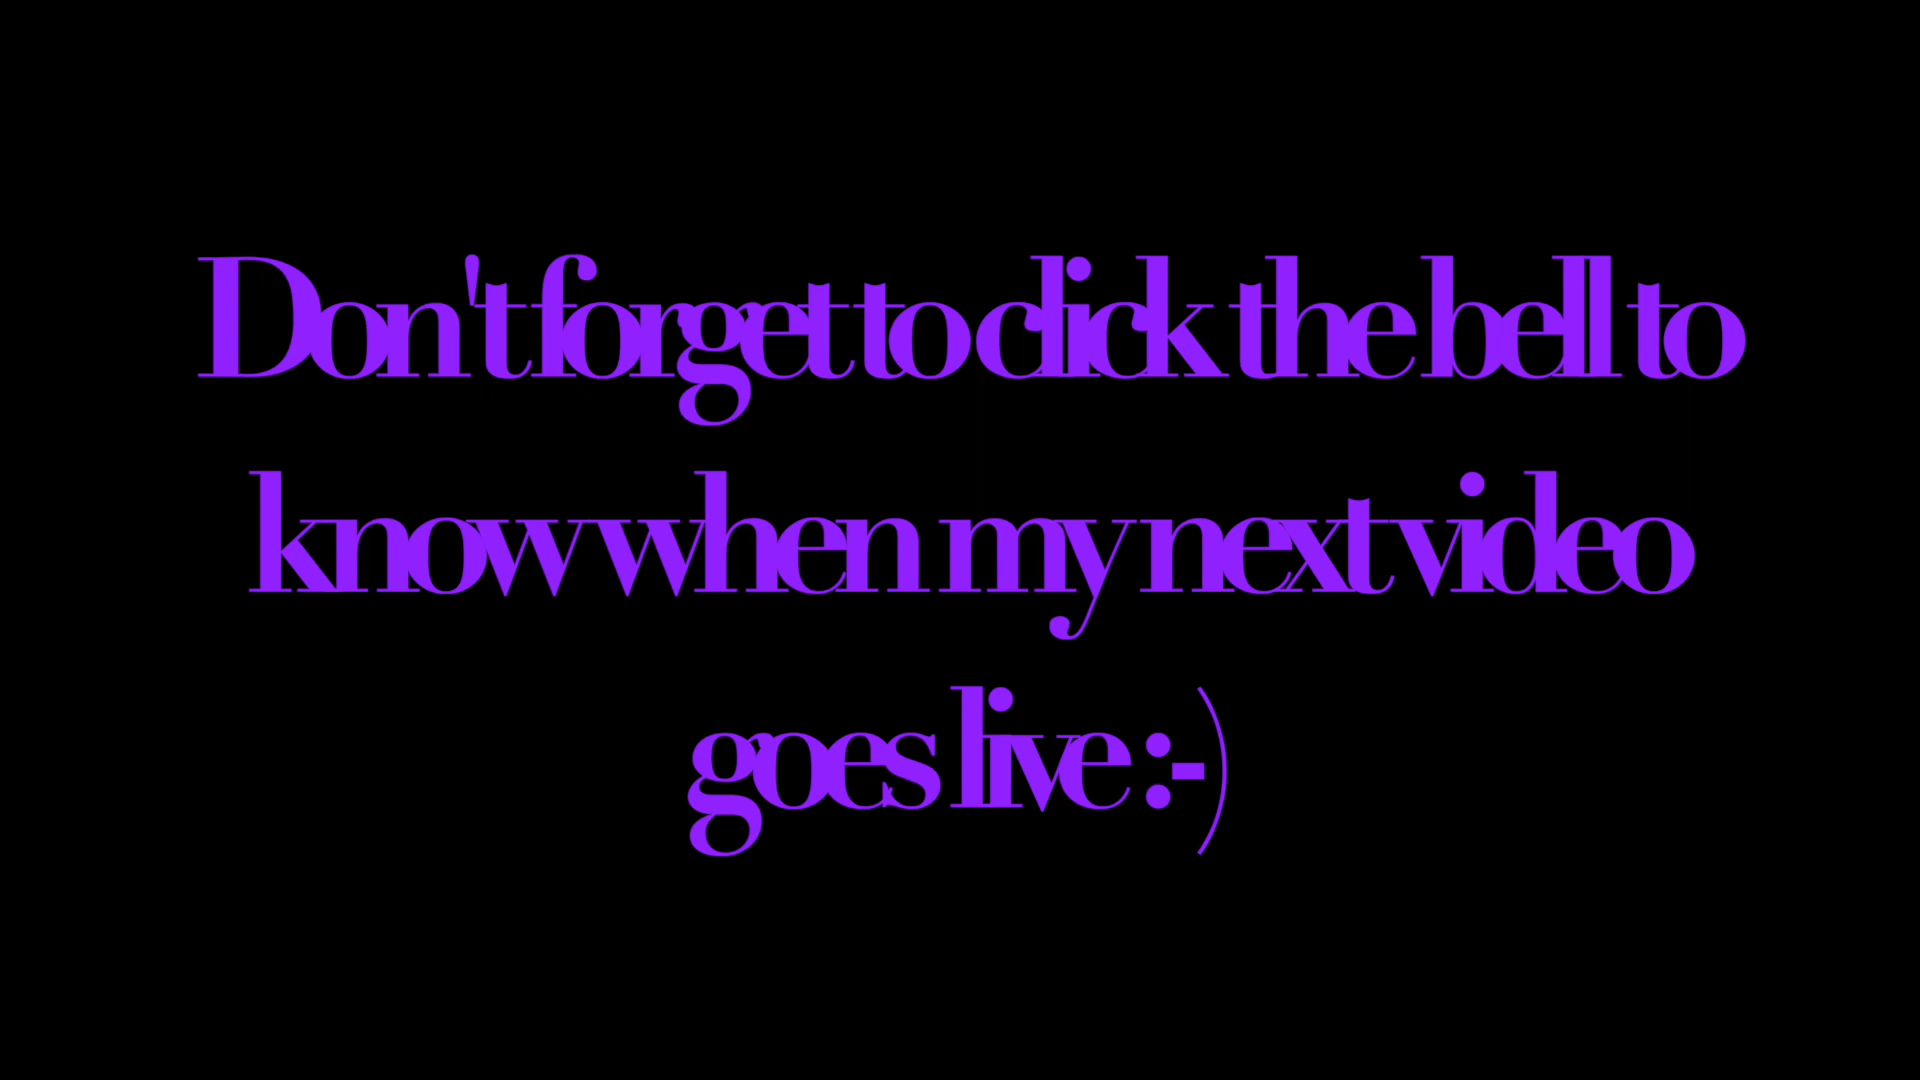 Don't forget to click the bell to
know when my next video
goes live :-)